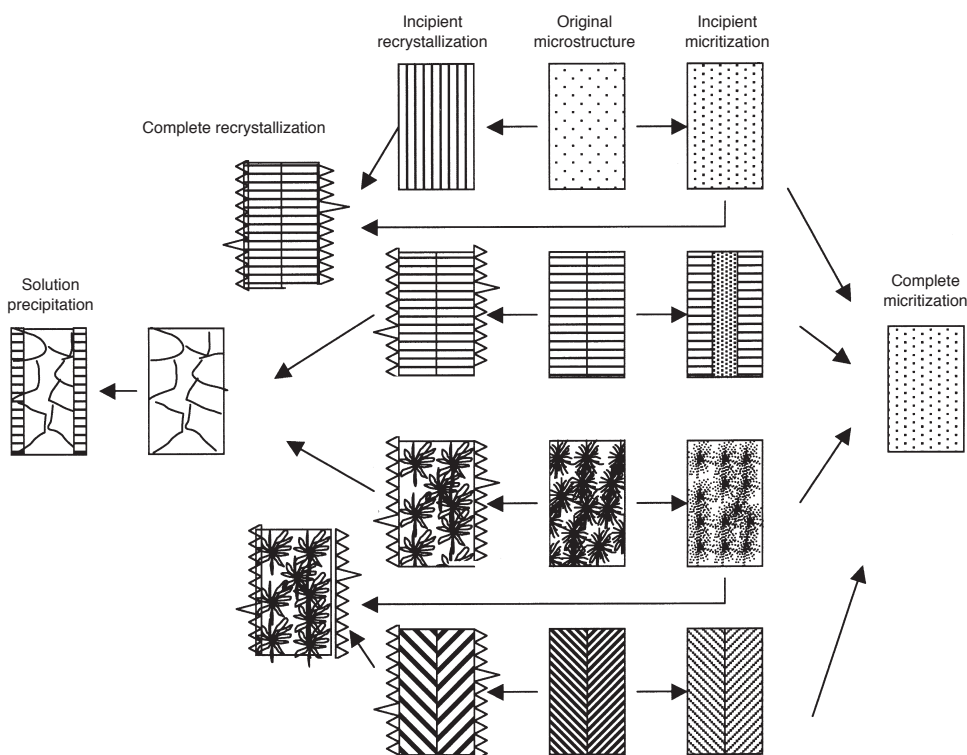 Incipient
recrystallization
Original
microstructure
Incipient
micritization
Complete recrystallization
Solution
precipitation
Complete
micritization